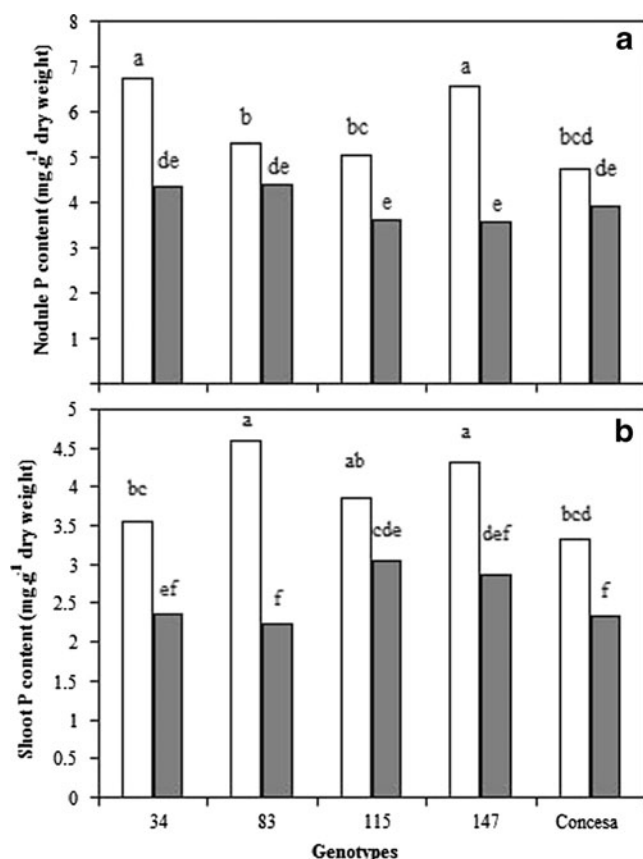 a
Nodule P content (mg.g-1 dry weight)
8
7
6
5
4
3
2
1
a
de
b
de
bc
e
a
e
bcd
de
b
Shoot P content (mg.g-1 dry weight)
5
4.5
4
3.5
3
2.5
2
1.5
1
0.5
0
bc
ef
a
f
ab
cde
a
def
bcd
f
34 83 115 147 Concesa
Genotypes